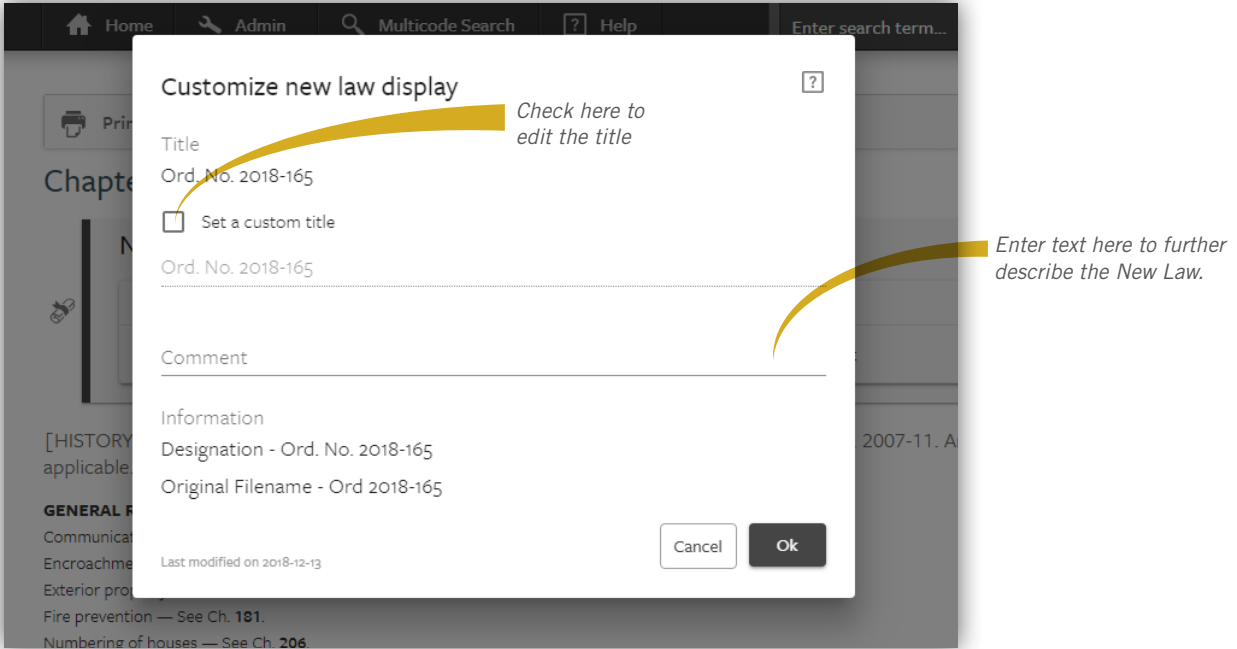 Home Admin Multicode Search ? Help Enter search term...
Customize new law display ?
Check here to
edit the title
Prin
Title
Ord. No. 2018-165
Chapte
Set a custom title
N
Enter text here to further
describe the New Law.
Ord. No. 2018-165
Comment
Information
[HISTORY 2007-11. A
Designation - Ord. No. 2018-165
applicable.
Original Filename - Ord 2018-165
GENERAL R
Communicat
Cancel Ok
Encroachme
Last modified on 2018-12-13
Exterior prop
Fire prevention — See Ch. 181.
Numbering of houses — See Ch. 206.